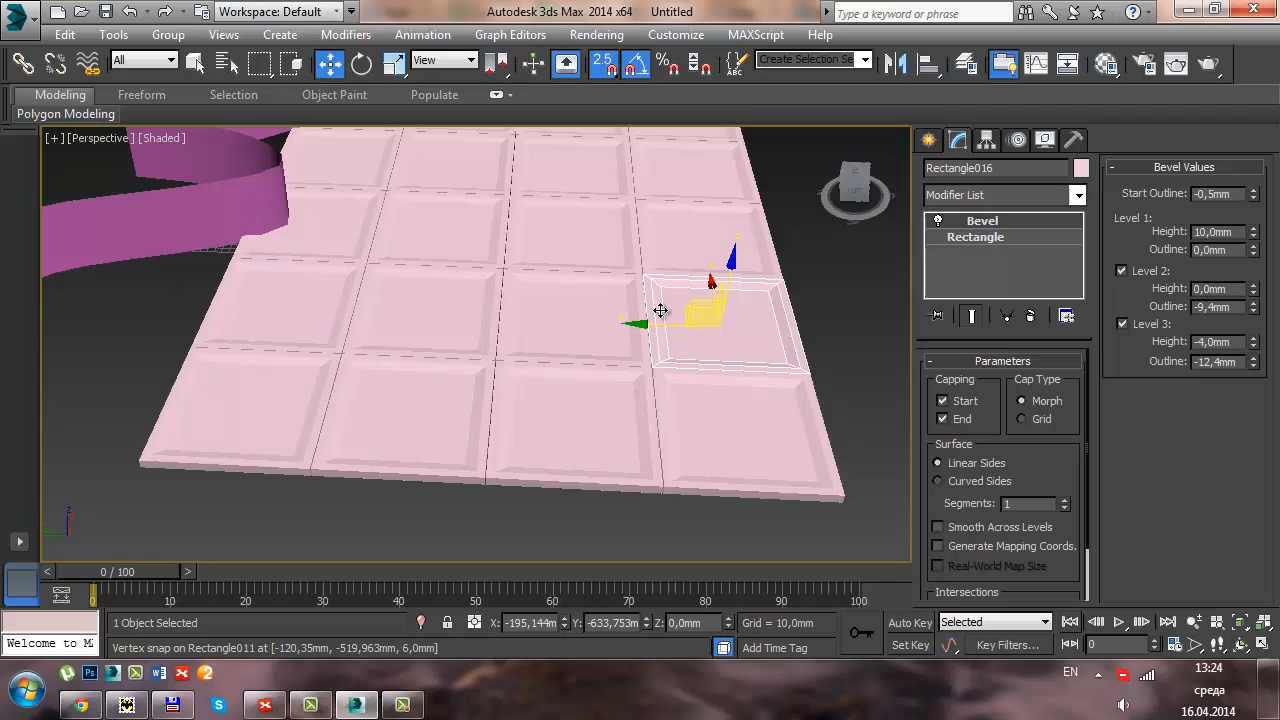 Workspace: Default
Autodesk 3ds Max 2014 x64
Untitled
Type a keyword or phrase
Edit
Tools
Group
Views
Create
Modifiers
Animation
Graph Editors
Rendering
Customize
MAXScript
Help
All
View
2.5
Create Selection Se
Modeling
Freeform
Selection
Object Paint
Populate
Polygon Modeling
[+] [Perspective] [Shaded]
LEFT
z
Rectangle016
Modifier List
Bevel
Rectangle
Parameters
Capping
Start
End
Cap Type
Morph
Grid
Surface
Linear Sides
Curved Sides
Segments: 1
Smooth Across Levels
Generate Mapping Coords.
Real-World Map Size
Intersections
Bevel Values
Start Outline: -0,5mm
Level 1:
Height: 10,0mm
Outline: 0,0mm
Level 2:
Height: 0,0mm
Outline: -9,4mm
Level 3:
Height: -4,0mm
Outline: -12,4mm
0 / 100
0 10 20 30 40 50 60 70 80 90 100
1 Object Selected
X: -195,144m
Y: -633,753m
Z: 0,0mm
Grid = 10,0mm
Auto Key
Selected
Welcome to M
Vertex snap on Rectangle011 at [-120,35mm, -519,963mm, 6,0mm]
Add Time Tag
Set Key
Key Filters...
0
EN
13:24
среда
16.04.2014